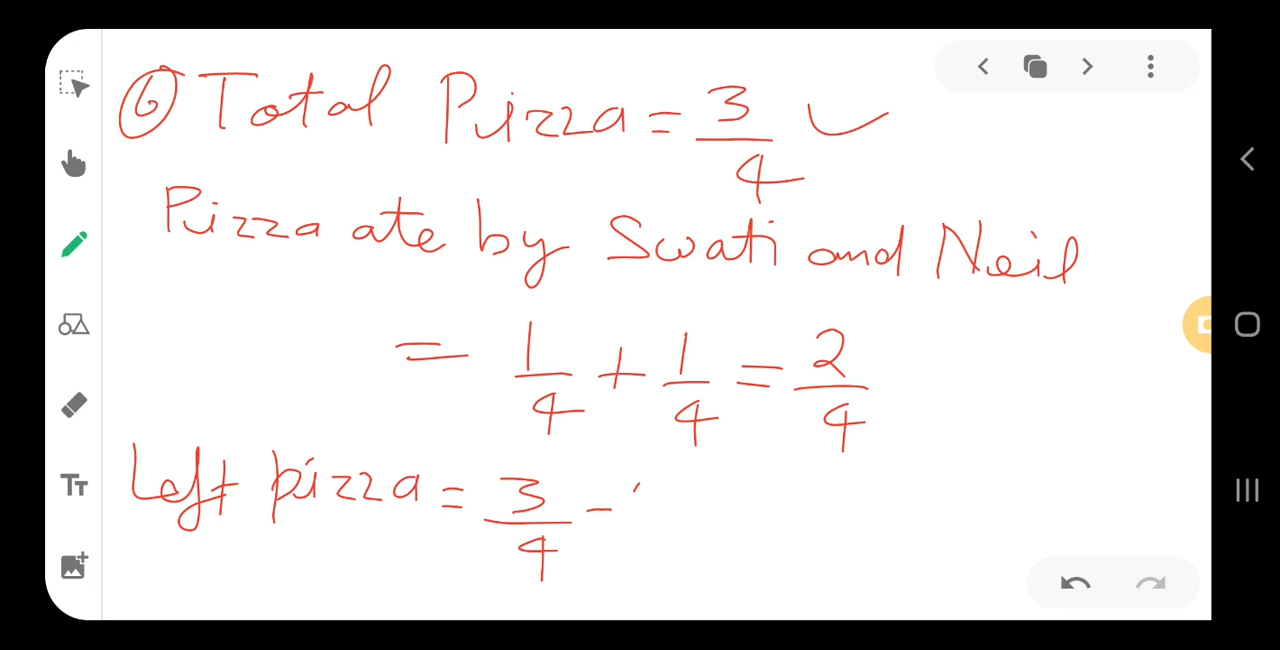 6 Total Pizza = 3/4
Pizza ate by Swati and Neil
= 1/4 + 1/4 = 2/4
Left pizza = 3/4 -
Tт